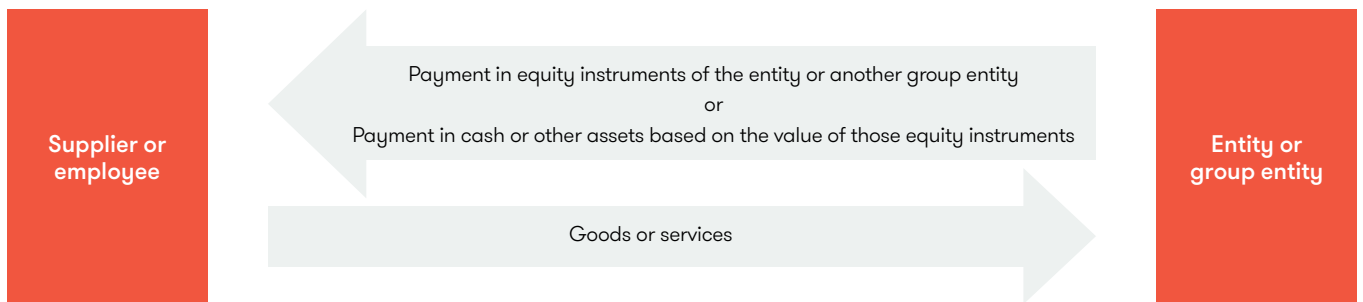 Supplier or
employee
Payment in equity instruments of the entity or another group entity
or
Payment in cash or other assets based on the value of those equity instruments
Goods or services
Entity or
group entity